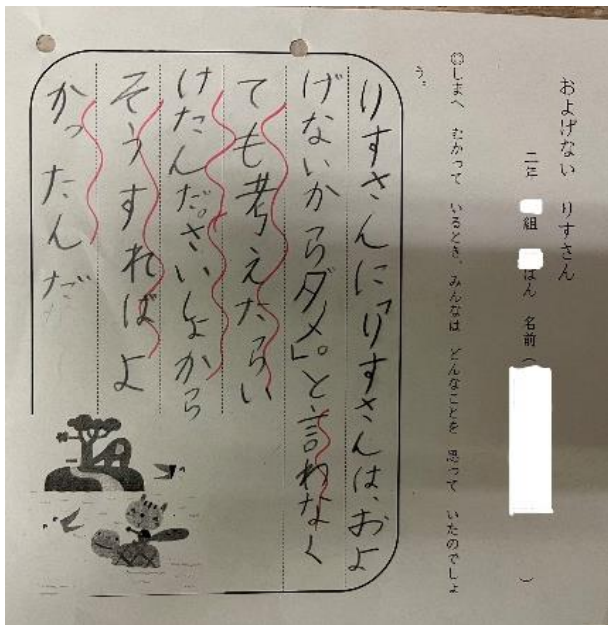 およげない りすさん
二年 組 ばん 名前( )
◎しまへ むかって いるとき、みんなは どんなことを 思って いたのでしょ
う。
りすさんに「りすさんは、およ
げないからダメ」。と言わなく
ても考えたらい
けたんだ。さいしょから
そうすればよ
かったんだ